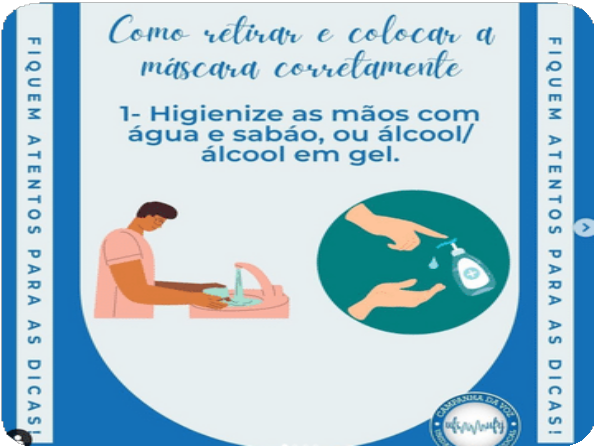 Como retirar e colocar a
máscara corretamente
1- Higienize as mãos com
água e sabáo, ou álcool/
álcool em gel.
FIQUEM ATENTOS PARA AS DICAS!
FIQUEM ATENTOS PARA AS DICAS!
CAMPANHA DA VOZ